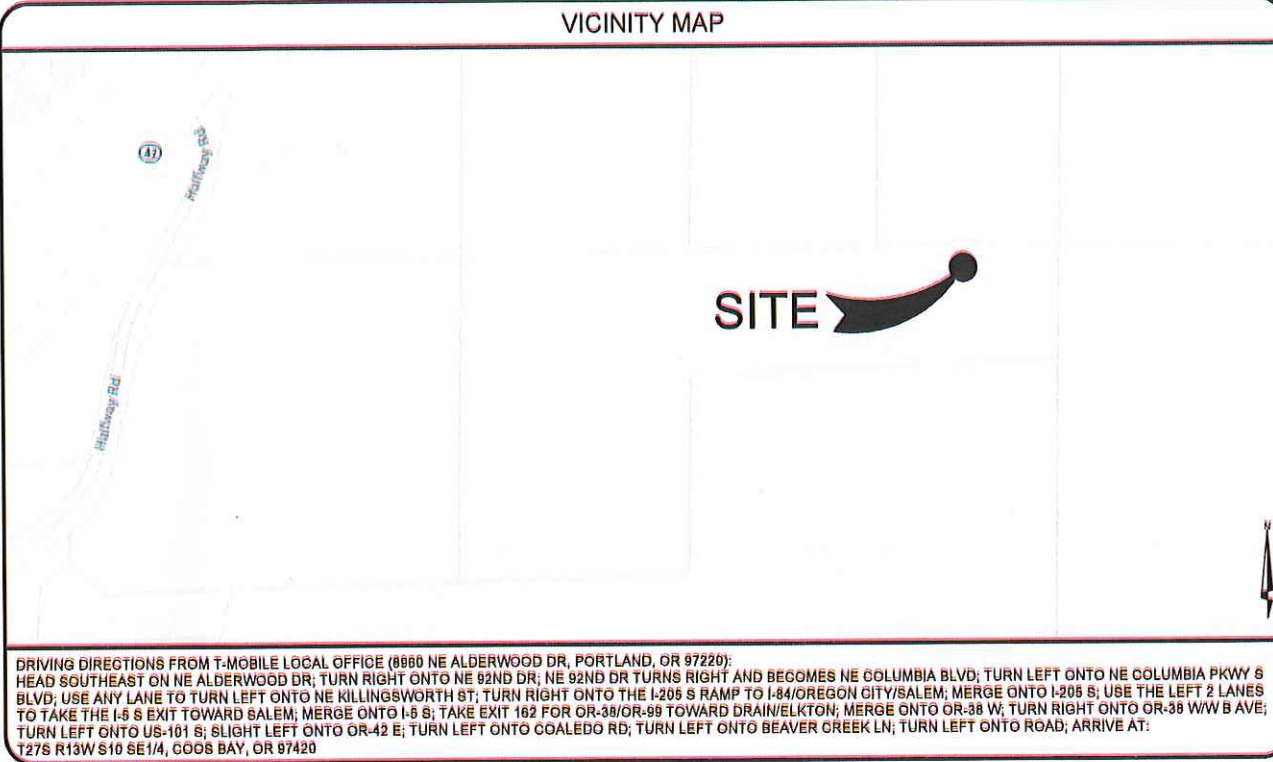 VICINITY MAP
42
Halfway Rd
SITE
Halfway Rd
N
DRIVING DIRECTIONS FROM T-MOBILE LOCAL OFFICE (8960 NE ALDERWOOD DR, PORTLAND, OR 97220):
HEAD SOUTHEAST ON NE ALDERWOOD DR; TURN RIGHT ONTO NE 92ND DR; NE 92ND DR TURNS RIGHT AND BECOMES NE COLUMBIA BLVD; TURN LEFT ONTO NE COLUMBIA PKWY S
BLVD; USE ANY LANE TO TURN LEFT ONTO NE KILLINGSWORTH ST; TURN RIGHT ONTO THE I-205 S RAMP TO I-84/OREGON CITY/SALEM; MERGE ONTO I-205 S; USE THE LEFT 2 LANES
TO TAKE THE I-5 S EXIT TOWARD SALEM; MERGE ONTO I-5 S; TAKE EXIT 162 FOR OR-38/OR-99 TOWARD DRAIN/ELKTON; MERGE ONTO OR-38 W; TURN RIGHT ONTO OR-38 W/W B AVE;
TURN LEFT ONTO US-101 S; SLIGHT LEFT ONTO OR-42 E; TURN LEFT ONTO COALEDO RD; TURN LEFT ONTO BEAVER CREEK LN; TURN LEFT ONTO ROAD; ARRIVE AT:
T27S R13W S10 SE1/4, COOS BAY, OR 97420